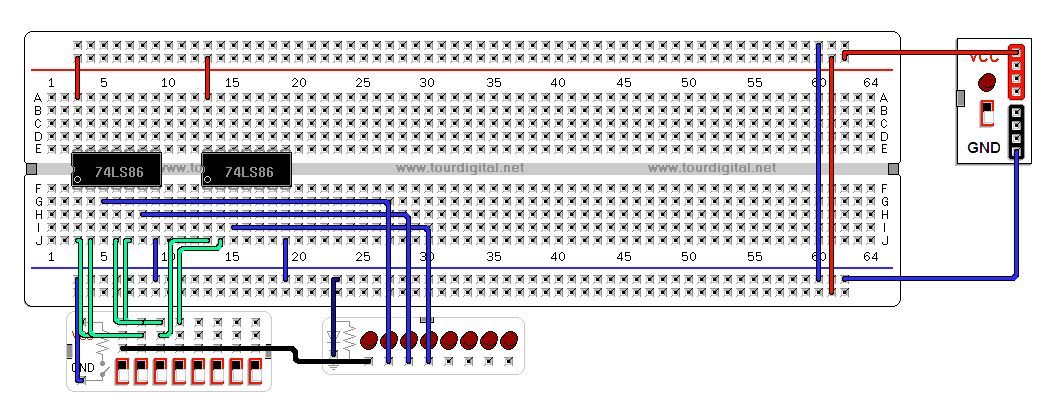 VCC
1 5 10 15 20 25 30 35 40 45 50 55 60 64
A A
B B
C C
D D
E E
74LS86 www.to 74LS86 www.tourdigital.net www.tourdigital.net
GND
F F
G G
H H
I I
J J
1 5 10 15 20 25 30 35 40 45 50 55 60 64
GND